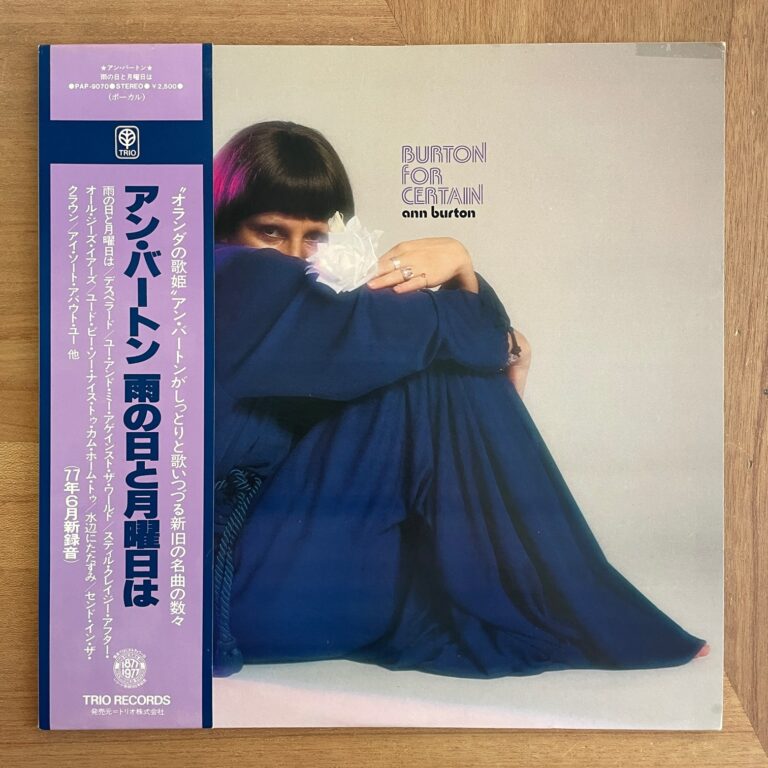 ★アン・バートン★
雨の日と月曜日は
●PAP-9070●STEREO●¥2,500●
(ボーカル)
TRIO
"オランダの歌姫"アン・バートンがしっとりと歌いつづる新旧の名曲の数々
アン・バートン 雨の日と月曜日は
雨の日と月曜日は/デスペラード/ユー・アンド・ミー・アゲインスト・ザ・ワールド/スティル・クレイジー・アフター・
オール・ジーズ・イアーズ/ユード・ビー・ソー・ナイス・トゥ・カム・ホーム・トゥ/水辺にたたずみ センド・イン・ザ・
クラウン/アイ・ソート・アバウト・ユー 他
('77年6月新録音)
1877
1977
TRIO RECORDS
発売元=トリオ株式会社
BURTON
FOR
CERTAIN
ann burton